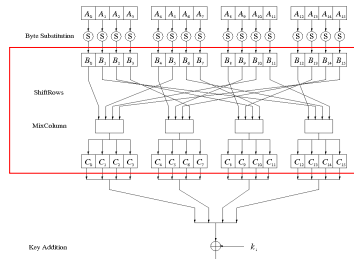 A₀ A₁ A₂ A₃ A₄ A₅ A₆ A₇ A₈ A₉ A₁₀ A₁₁ A₁₂ A₁₃ A₁₄ A₁₅
Byte Substitution S S S S S S S S S S S S S S S S
B₀ B₁ B₂ B₃ B₄ B₅ B₆ B₇ B₈ B₉ B₁₀ B₁₁ B₁₂ B₁₃ B₁₄ B₁₅
ShiftRows
MixColumn
C₀ C₁ C₂ C₃ C₄ C₅ C₆ C₇ C₈ C₉ C₁₀ C₁₁ C₁₂ C₁₃ C₁₄ C₁₅
Key Addition kᵢ